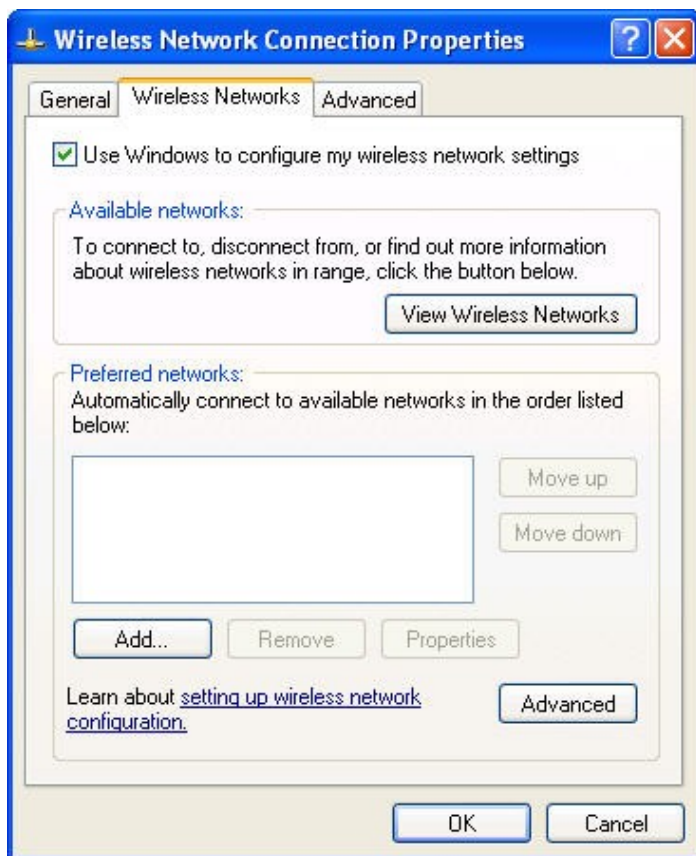 Wireless Network Connection Properties
?
General
Wireless Networks
Advanced
Use Windows to configure my wireless network settings
Available networks:
To connect to, disconnect from, or find out more information
about wireless networks in range, click the button below.
View Wireless Networks
Preferred networks:
Automatically connect to available networks in the order listed
below:
Move up
Move down
Add...
Remove
Properties
Learn about setting up wireless network
configuration.
Advanced
OK
Cancel